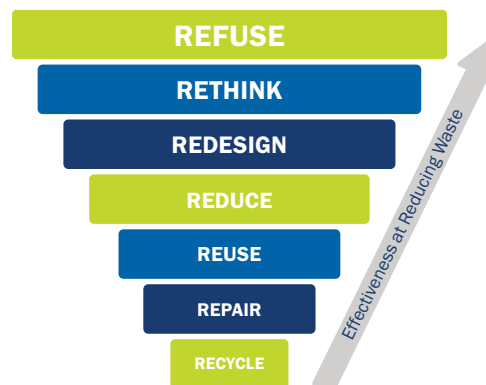 REFUSE
RETHINK
REDESIGN
REDUCE
REUSE
REPAIR
RECYCLE
Effectiveness at Reducing Waste